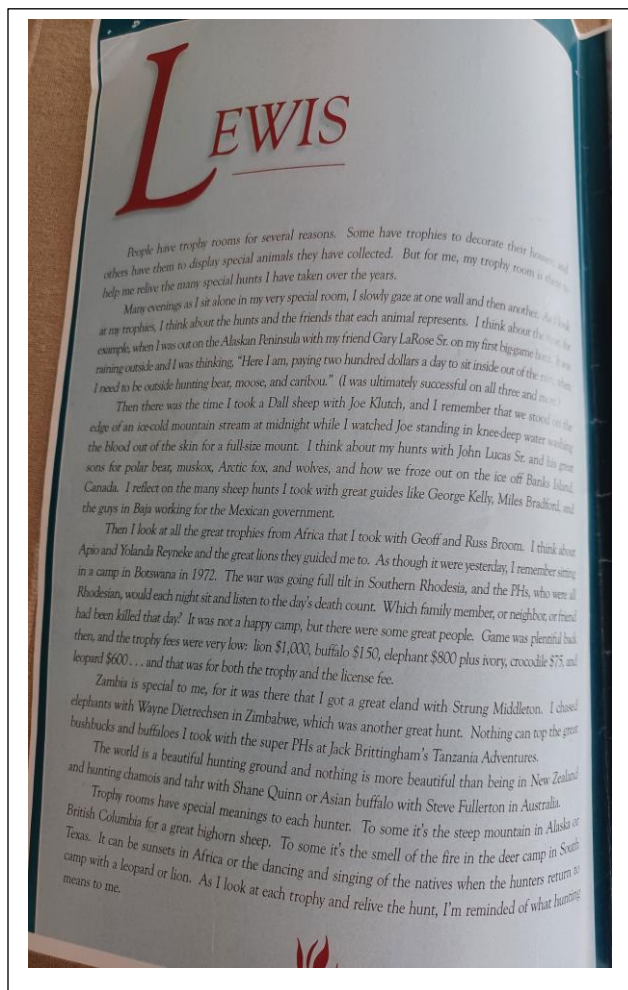 LEWIS
People have trophy rooms for several reasons. Some have trophies to decorate their houses, and
others have them to display special animals they have collected. But for me, my trophy room is there to
help me relive the many special hunts I have taken over the years.
Many evenings as I sit alone in my very special room, I slowly gaze at one wall and then another. As I look
at my trophies, I think about the hunts and the friends that each animal represents. I think about the for
example, when I was out on the Alaskan Peninsula with my friend Gary LaRose Sr. on my first big-game hunt. It was
raining outside and I was thinking, "Here I am, paying two hundred dollars a day to sit inside out of the when
I need to be outside hunting bear, moose, and caribou." (I was ultimately successful on all three and more.)
Then there was the time I took a Dall sheep with Joe Klutch, and I remember that we stood on the
edge of an ice-cold mountain stream at midnight while I watched Joe standing in knee-deep water washing
the blood out of the skin for a full-size mount. I think about my hunts with John Lucas Sr. and his great
sons for polar bear, muskox, Arctic fox, and wolves, and how we froze out on the ice off Banks Island,
Canada. I reflect on the many sheep hunts I took with great guides like George Kelly, Miles Bradford, and
the guys in Baja working for the Mexican government.
Then I look at all the great trophies from Africa that I took with Geoff and Russ Broom. I think about
Apio and Yolanda Reyneke and the great lions they guided me to. As though it were yesterday, I remember sitting
in a camp in Botswana in 1972. The war was going full tilt in Southern Rhodesia, and the PHs, who were all
Rhodesian, would each night sit and listen to the day's death count. Which family member, or neighbor, or friend
had been killed that day? It was not a happy camp, but there were some great people. Game was plentiful back
then, and the trophy fees were very low: lion $1,000, buffalo $150, elephant $800 plus ivory, crocodile $75, and
leopard $600 . . . and that was for both the trophy and the license fee.
Zambia is special to me, for it was there that I got a great eland with Strung Middleton. I chased
elephants with Wayne Dietrechsen in Zimbabwe, which was another great hunt. Nothing can top the great
bushbucks and buffaloes I took with the super PHs at Jack Brittingham's Tanzania Adventures.
The world is a beautiful hunting ground and nothing is more beautiful than being in New Zealand
and hunting chamois and tahr with Shane Quinn or Asian buffalo with Steve Fullerton in Australia.
Trophy rooms have special meanings to each hunter. To some it's the steep mountain in Alaska or
British Columbia for a great bighorn sheep. To some it's the smell of the fire in the deer camp in South
Texas. It can be sunsets in Africa or the dancing and singing of the natives when the hunters return to
camp with a leopard or lion. As I look at each trophy and relive the hunt, I'm reminded of what hunting
means to me.